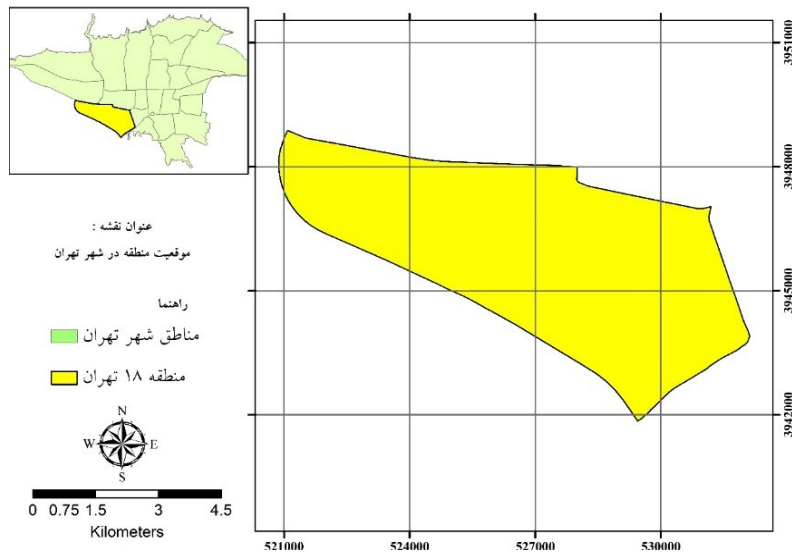 عنوان نقشه :
موقعیت منطقه در شهر تهران
راهنما
مناطق شهر تهران
منطقه ۱۸ تهران
N
W E
S
0 0.75 1.5 3 4.5
Kilometers
3951000
3948000
3945000
3942000
521000 524000 527000 530000